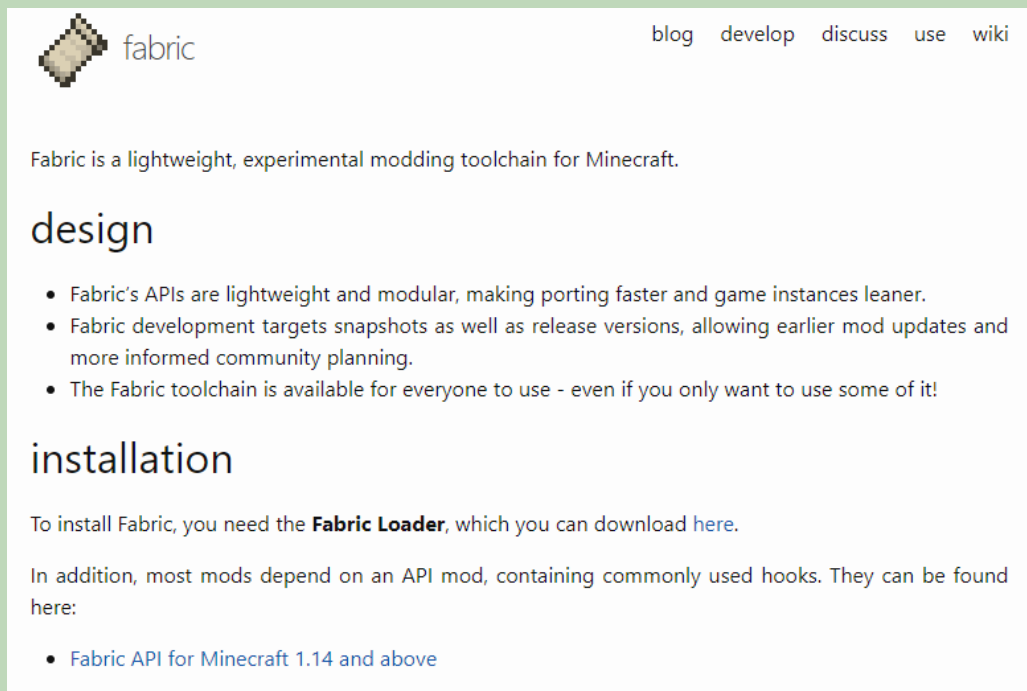 fabric
blog develop discuss use wiki
Fabric is a lightweight, experimental modding toolchain for Minecraft.
design
Fabric’s APIs are lightweight and modular, making porting faster and game instances leaner.
Fabric development targets snapshots as well as release versions, allowing earlier mod updates and
more informed community planning.
The Fabric toolchain is available for everyone to use - even if you only want to use some of it!
installation
To install Fabric, you need the Fabric Loader, which you can download here.
In addition, most mods depend on an API mod, containing commonly used hooks. They can be found
here:
Fabric API for Minecraft 1.14 and above